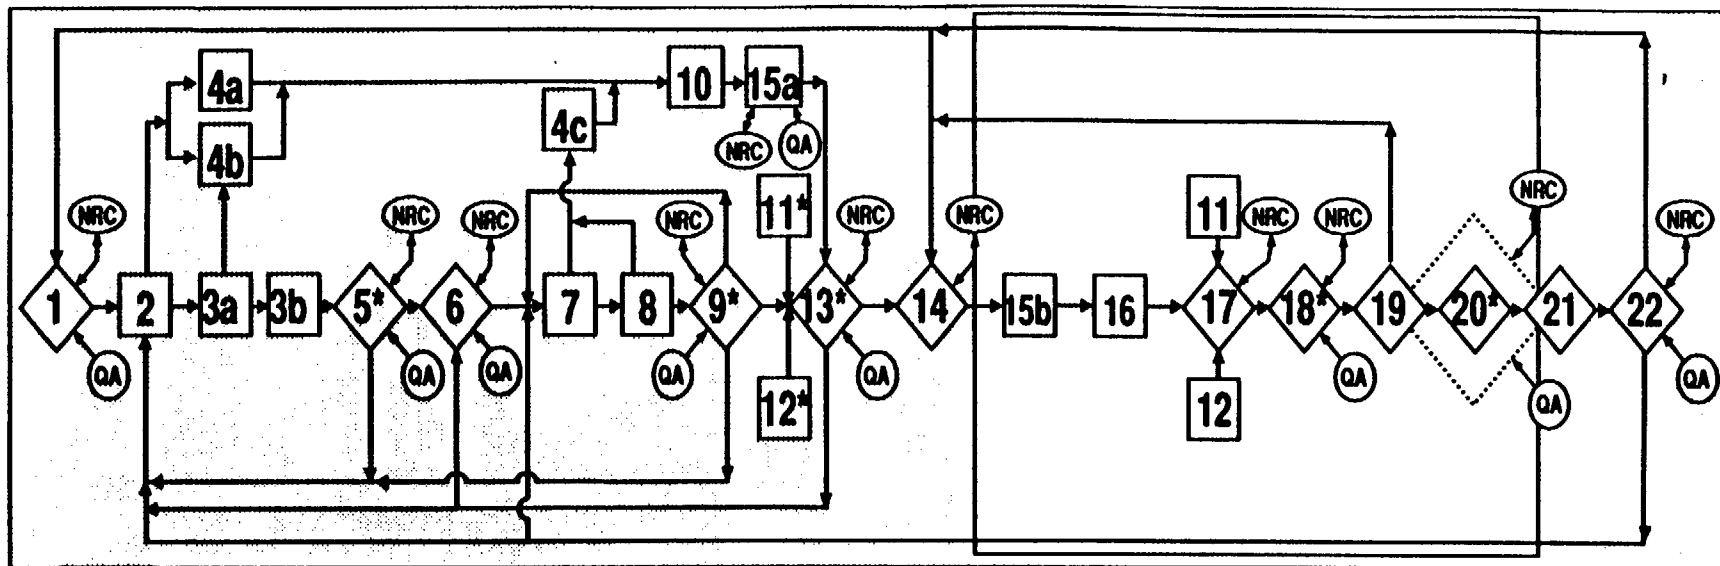 4a
10
15a
4c
4b
NRC
QA
NRC
NRC
NRC
NRC
11*
NRC
NRC
11
NRC
NRC
NRC
NRC
1
2
3a
3b
5*
6
7
8
9*
13*
14
15b
16
17
18*
19
20*
21
22
QA
QA
QA
QA
12*
QA
12
QA
QA
QA